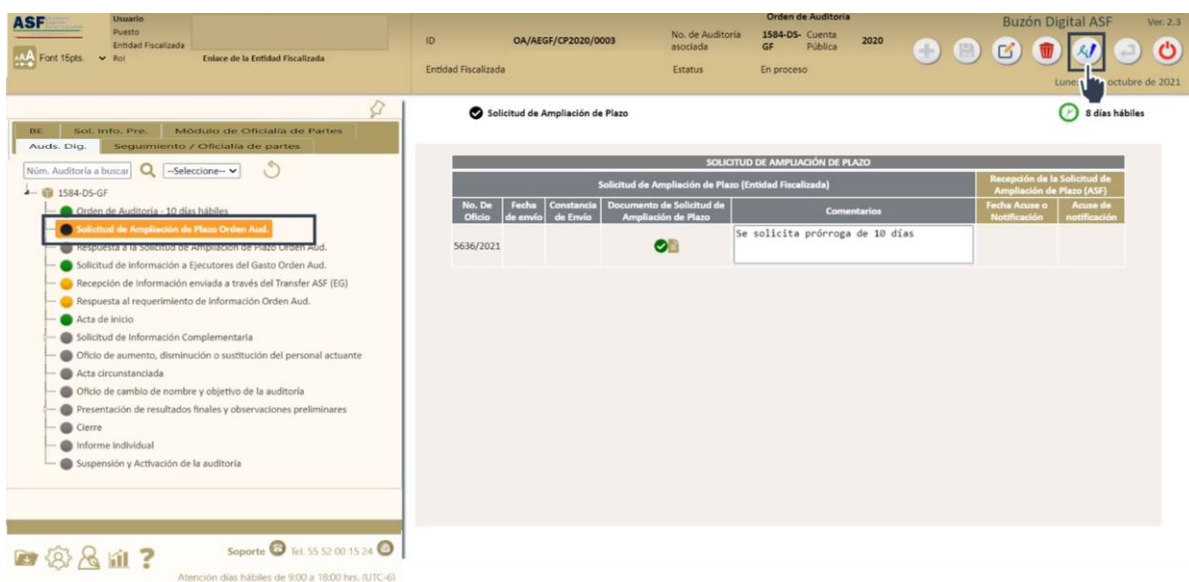 ASF
Usuario
Puesto
Entidad Fiscalizada
Rol
Enlace de la Entidad Fiscalizada
Font 15pts.
Orden de Auditoría
ID
OA/AEGF/CP2020/0003
No. de Auditoría asociada
1584-DS-GF
Cuenta Pública
2020
Entidad Fiscalizada
Estatus
En proceso
Buzón Digital ASF
Ver. 2.3
octubre de 2021
BE
Sol. Info. Pre.
Módulo de Oficialía de Partes
Auds. Dig.
Seguimiento / Oficialía de partes
Núm. Auditoría a buscar
--Seleccione--
1584-DS-GF
Orden de Auditoría - 10 días hábiles
Solicitud de Ampliación de Plazo Orden Aud.
Respuesta a la Solicitud de Ampliación de Plazo Orden Aud.
Solicitud de Información a Ejecutores del Gasto Orden Aud.
Recepción de Información enviada a través del Transfer ASF (EG)
Respuesta al requerimiento de Información Orden Aud.
Acta de Inicio
Solicitud de Información Complementaria
Oficio de aumento, disminución o sustitución del personal actuante
Acta circunstanciada
Oficio de cambio de nombre y objetivo de la auditoría
Presentación de resultados finales y observaciones preliminares
Cierre
Informe Individual
Suspensión y Activación de la auditoría
Soporte
Tel. 55 52 00 15 24
Atención días hábiles de 9:00 a 18:00 hrs. (UTC-6)
Solicitud de Ampliación de Plazo
8 días hábiles
SOLICITUD DE AMPLIACIÓN DE PLAZO
Solicitud de Ampliación de Plazo (Entidad Fiscalizada)
Recepción de la Solicitud de Ampliación de Plazo (ASF)
No. De Oficio
Fecha de envío
Constancia de Envío
Documento de Solicitud de Ampliación de Plazo
Comentarios
Fecha Acuse o Notificación
Acuse de notificación
5636/2021
Se solicita prórroga de 10 días